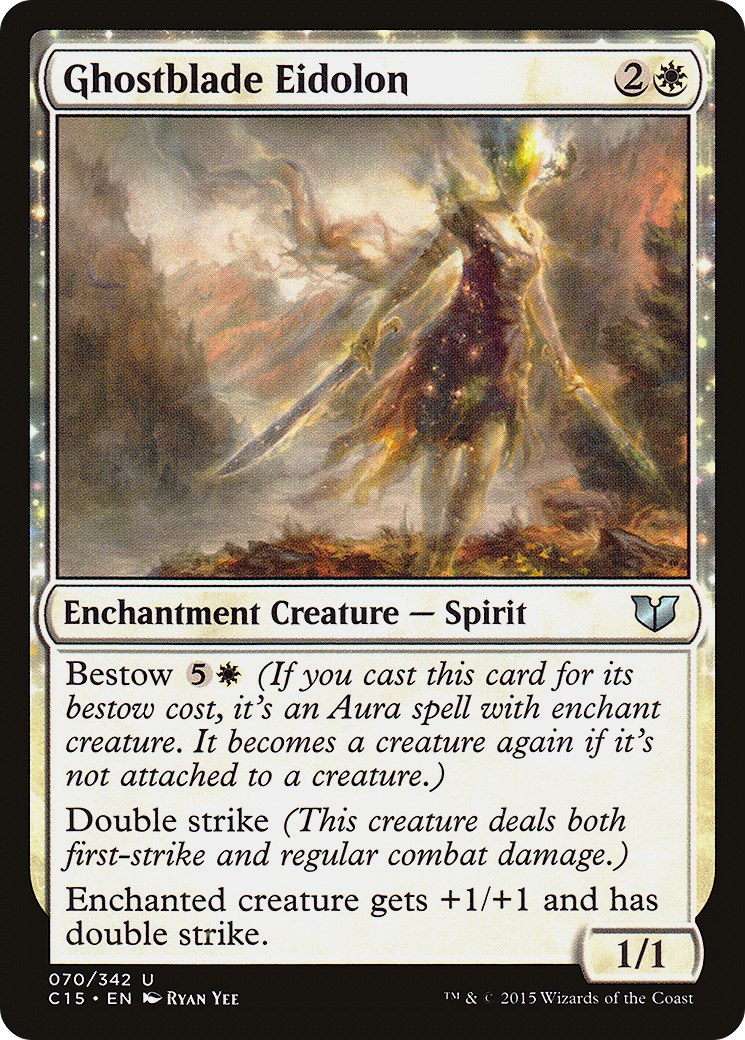 Ghostblade Eidolon 2
Enchantment Creature — Spirit
Bestow 5 (If you cast this card for its
bestow cost, it's an Aura spell with enchant
creature. It becomes a creature again if it's
not attached to a creature.)
Double strike (This creature deals both
first-strike and regular combat damage.)
Enchanted creature gets +1/+1 and has
double strike.
1/1
070/342 U
C15 • EN Ryan Yee
™ & © 2015 Wizards of the Coast